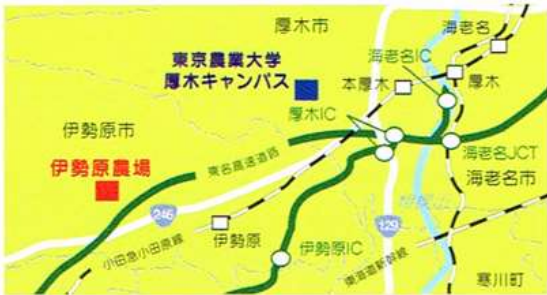 厚木市
海老名
海老名IC
東京農業大学
厚木キャンパス
本厚木
厚木
厚木IC
伊勢原市
東名高速道路
海老名JCT
伊勢原農場
海老名市
246
伊勢原
129
小田急小田原線
伊勢原IC
東海道新幹線
寒川町